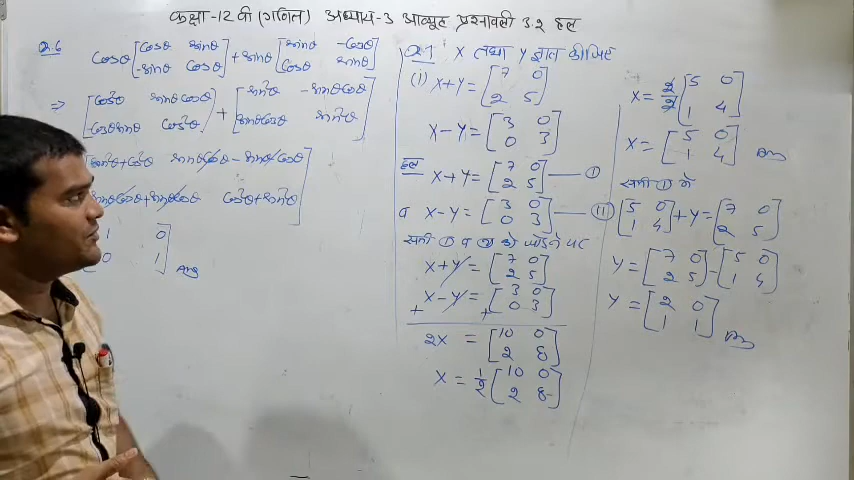 कक्षा-12वीं (गणित) अध्याय-3 आव्यूह प्रश्नावली 3.2 हल
Q.6
cosθ [cosθ sinθ
-sinθ cosθ] + sinθ [sinθ -cosθ
cosθ sinθ]
⇒ [cos²θ sinθcosθ
-cosθsinθ cos²θ] + [sin²θ -sinθcosθ
sinθcosθ sin²θ]
[sin²θ+cos²θ sinθcosθ-sinθcosθ
sinθcosθ+sinθcosθ cos²θ+sin²θ]
1 0
0 1] Ans
Q.7 X तथा Y ज्ञात कीजिए
(i) X+Y = [7 0
2 5]
X-Y = [3 0
0 3]
हल
X+Y = [7 0
2 5] —— ①
व X-Y = [3 0
0 3] —— (II)
समी ① व ② को जोड़ने पर
X+Y = [7 0
2 5]
X-Y = [3 0
0 3]
+ +
2X = [10 0
2 8]
X = 1/2 [10 0
2 8]
X = 2/2 [5 0
1 4]
X = [5 0
1 4] Ans
समी ① में
[5 0
1 4] + Y = [7 0
2 5]
Y = [7 0
2 5] - [5 0
1 4]
Y = [2 0
1 1] Ans